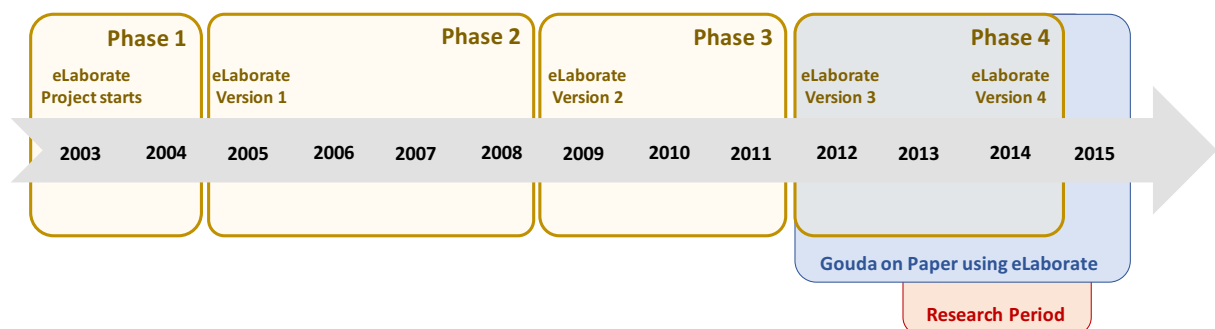 Phase 1
Phase 2
Phase 3
Phase 4
eLaborate
Project starts
eLaborate
Version 1
eLaborate
Version 2
eLaborate
Version 3
eLaborate
Version 4
2003 2004 2005 2006 2007 2008 2009 2010 2011 2012 2013 2014 2015
Gouda on Paper using eLaborate
Research Period